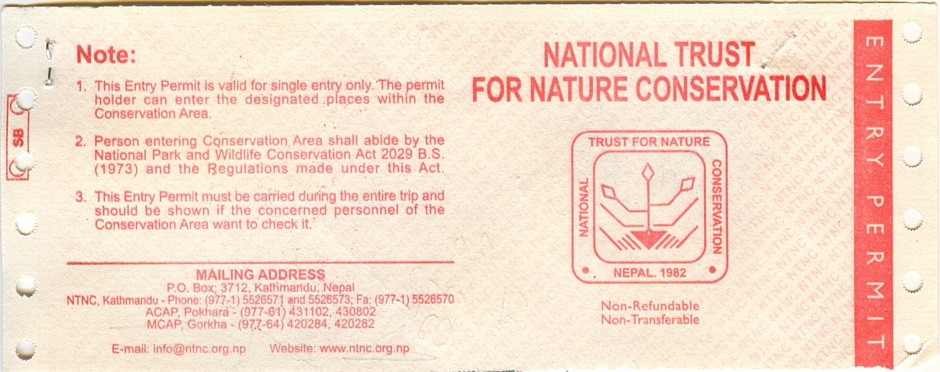 Note:
1. This Entry Permit is valid for single entry only. The permit
holder can enter the designated places within the
Conservation Area.
2. Person entering Conservation Area shall abide by the
National Park and Wildlife Conservation Act 2029 B.S.
(1973) and the Regulations made under this Act.
3. This Entry Permit must be carried during the entire trip and
should be shown if the concerned personnel of the
Conservation Area want to check it.
MAILING ADDRESS
P.O. Box; 3712, Kathmandu, Nepal
NTNC, Kathmandu - Phone: (977-1) 5526571 and 5526573; Fa: (977-1) 5526570
ACAP, Pokhara - (977-61) 431102, 430802
MCAP, Gorkha - (977-64) 420284, 420282
E-mail: info@ntnc.org.np Website: www.ntnc.org.np
SB
NATIONAL TRUST
FOR NATURE CONSERVATION
TRUST FOR NATURE
NATIONAL
CONSERVATION
NEPAL. 1982
Non-Refundable
Non-Transferable
ENTRY PERMIT